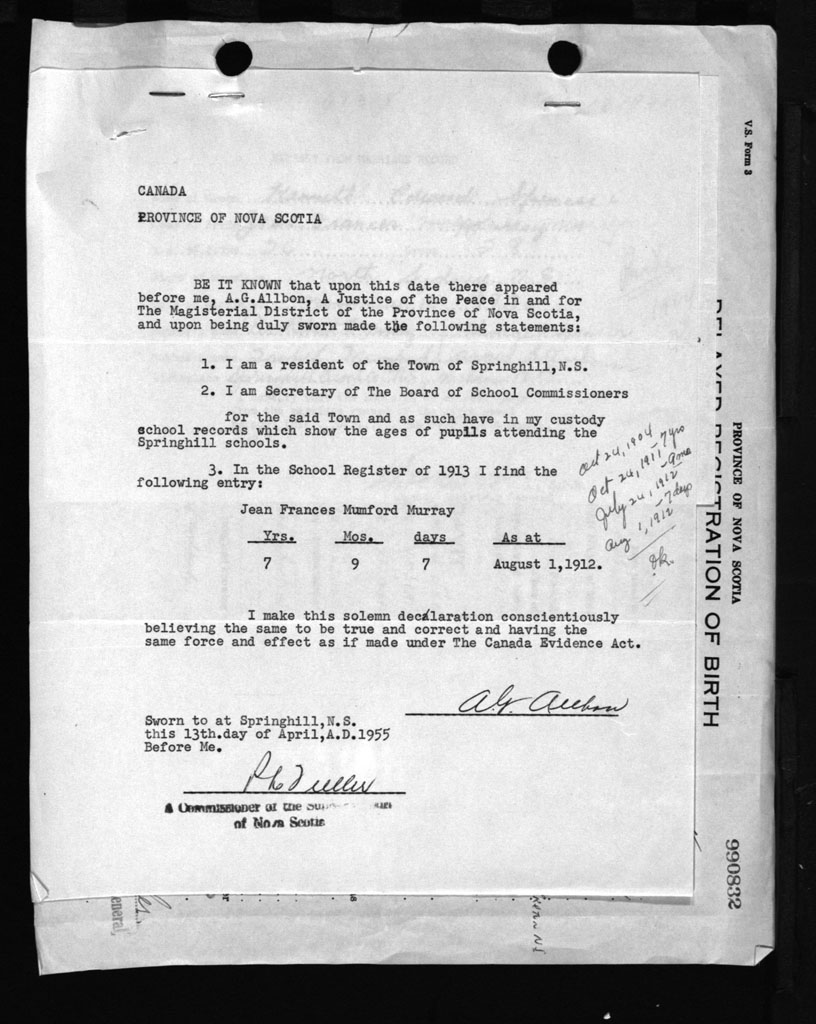 V.S. Form 3
CANADA
PROVINCE OF NOVA SCOTIA
BE IT KNOWN that upon this date there appeared
before me, A.G.Allbon, A Justice of the Peace in and for
The Magisterial District of the Province of Nova Scotia,
and upon being duly sworn made the following statements:
1. I am a resident of the Town of Springhill,N.S.
2. I am Secretary of The Board of School Commissioners
for the said Town and as such have in my custody
school records which show the ages of pupils attending the
Springhill schools.
3. In the School Register of 1913 I find the
following entry:
Oct 24, 1904
Oct 24, 1911 - 7 yrs
July 24, 1912 - 9 mos
Aug 1, 1912 - 7 days
Ok.
Jean Frances Mumford Murray
Yrs. Mos. days As at
7 9 7 August 1,1912.
I make this solemn declaration conscientiously
believing the same to be true and correct and having the
same force and effect as if made under The Canada Evidence Act.
A.G. Allbon
Sworn to at Springhill,N.S.
this 13th.day of April,A.D.1955
Before Me.
A Commissioner of the
of Nova Scotia
PROVINCE OF NOVA SCOTIA
DELAYED REGISTRATION OF BIRTH
990832
eneral